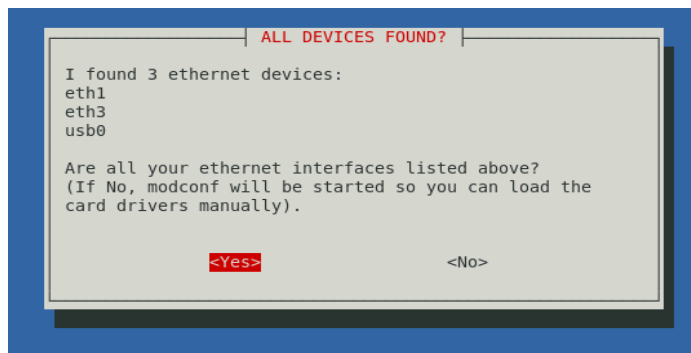 ALL DEVICES FOUND?
I found 3 ethernet devices:
eth1
eth3
usb0
Are all your ethernet interfaces listed above?
(If No, modconf will be started so you can load the
card drivers manually).
<Yes> <No>